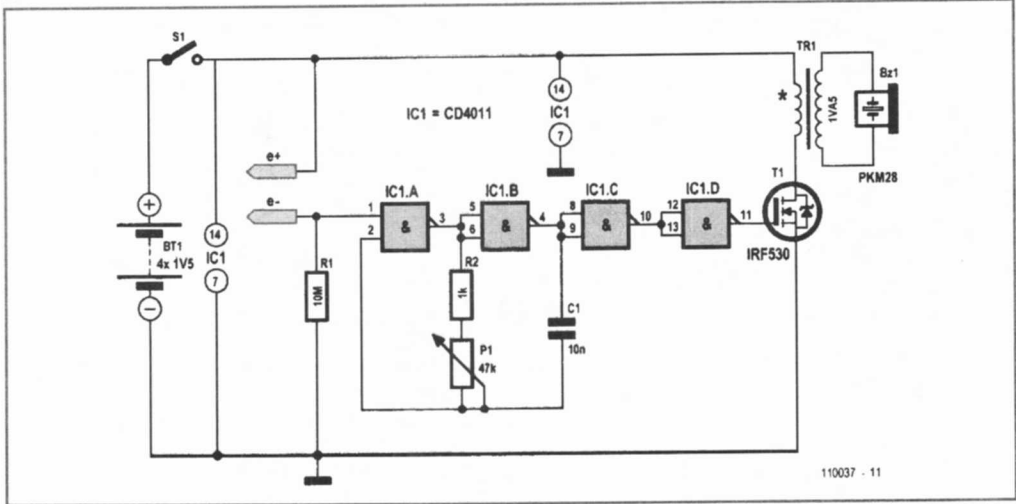 S1
TR1
Bz1
14
IC1
7
IC1 = CD4011
*
1VA5
PKM28
e+
T1
e-
IC1.A
IC1.B
IC1.C
IC1.D
1
2
&
3
5
6
&
4
8
9
&
10
12
13
&
11
IRF530
+
BT1
4x 1V5
–
14
IC1
7
R1
10M
R2
1k
C1
10n
P1
47k
110037 - 11